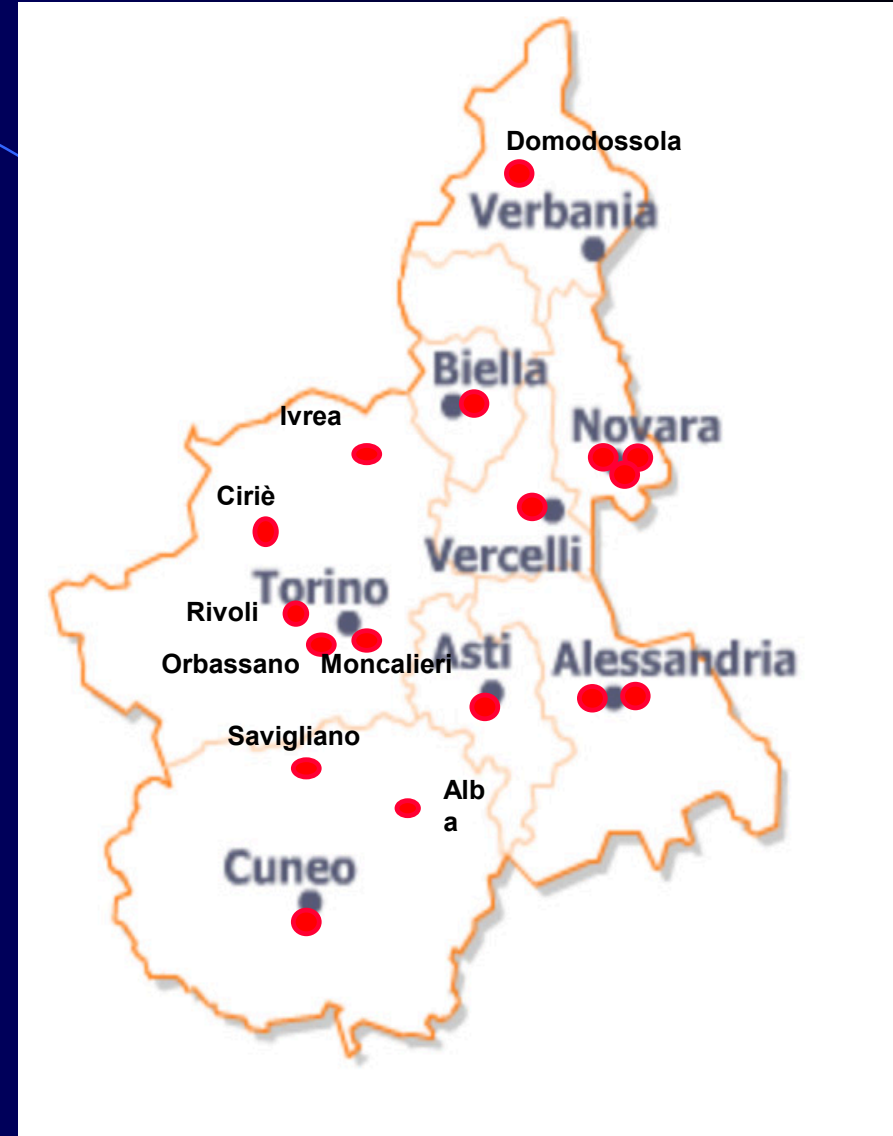 Domodossola
Verbania
Biella
Ivrea
Novara
Ciriè
Vercelli
Torino
Rivoli
Orbassano
Moncalieri
Asti
Alessandria
Savigliano
Alb
a
Cuneo